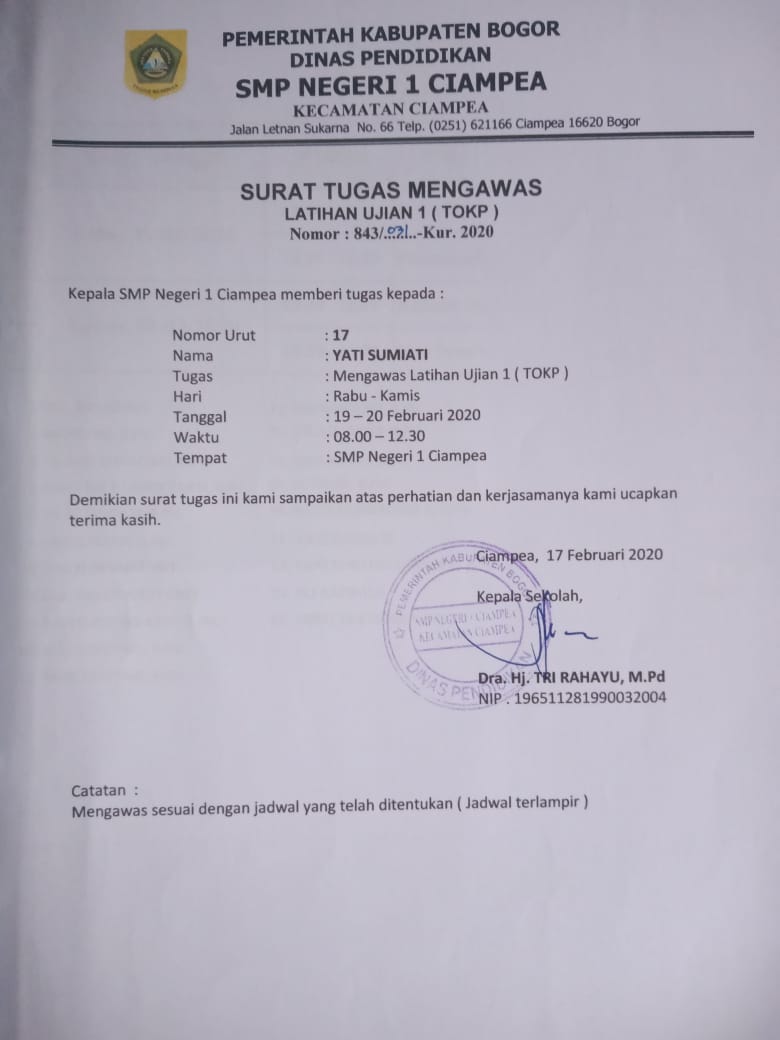 PEMERINTAH KABUPATEN BOGOR
DINAS PENDIDIKAN
SMP NEGERI 1 CIAMPEA
KECAMATAN CIAMPEA
Jalan Letnan Sukarna No. 66 Telp. (0251) 621166 Ciampea 16620 Bogor
SURAT TUGAS MENGAWAS
LATIHAN UJIAN 1 ( TOKP )
Nomor : 843/.....-Kur. 2020
Kepala SMP Negeri 1 Ciampea memberi tugas kepada :
Nomor Urut : 17
Nama : YATI SUMIATI
Tugas : Mengawas Latihan Ujian 1 ( TOKP )
Hari : Rabu - Kamis
Tanggal : 19 – 20 Februari 2020
Waktu : 08.00 – 12.30
Tempat : SMP Negeri 1 Ciampea
Demikian surat tugas ini kami sampaikan atas perhatian dan kerjasamanya kami ucapkan
terima kasih.
Ciampea, 17 Februari 2020
Kepala Sekolah,
PEMERINTAH KABUPATEN BOGOR
SMP NEGERI 1 CIAMPEA
KECAMATAN CIAMPEA
DINAS PENDIDIKAN
Dra. Hj. TRI RAHAYU, M.Pd
NIP . 196511281990032004
Catatan :
Mengawas sesuai dengan jadwal yang telah ditentukan ( Jadwal terlampir )